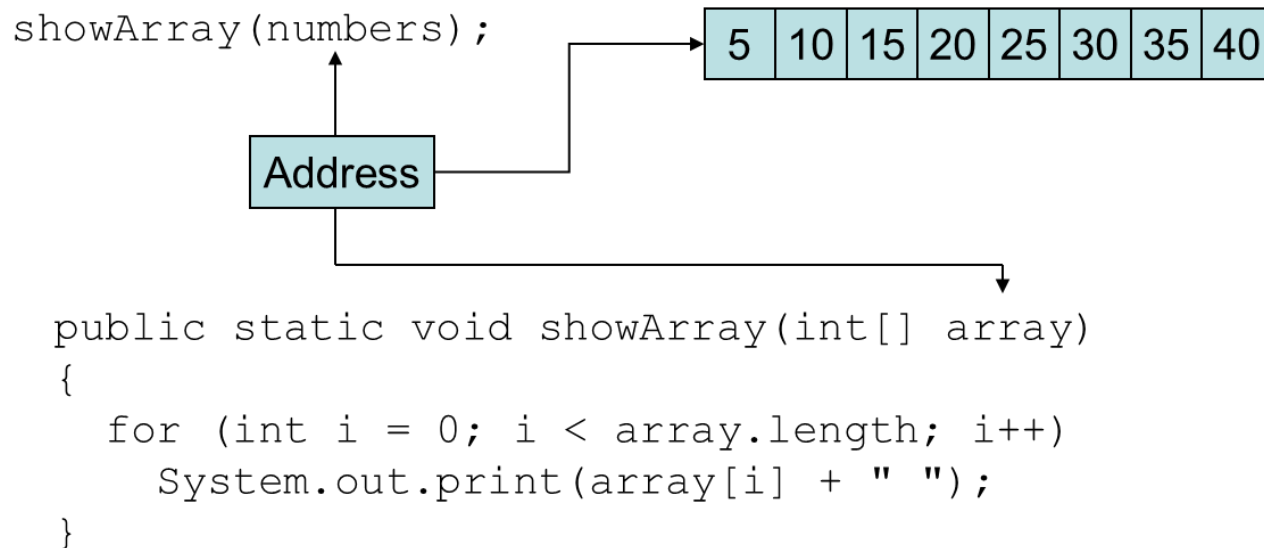 showArray(numbers);
5 10 15 20 25 30 35 40
Address
public static void showArray(int[] array)
{
for (int i = 0; i < array.length; i++)
System.out.print(array[i] + " ");
}